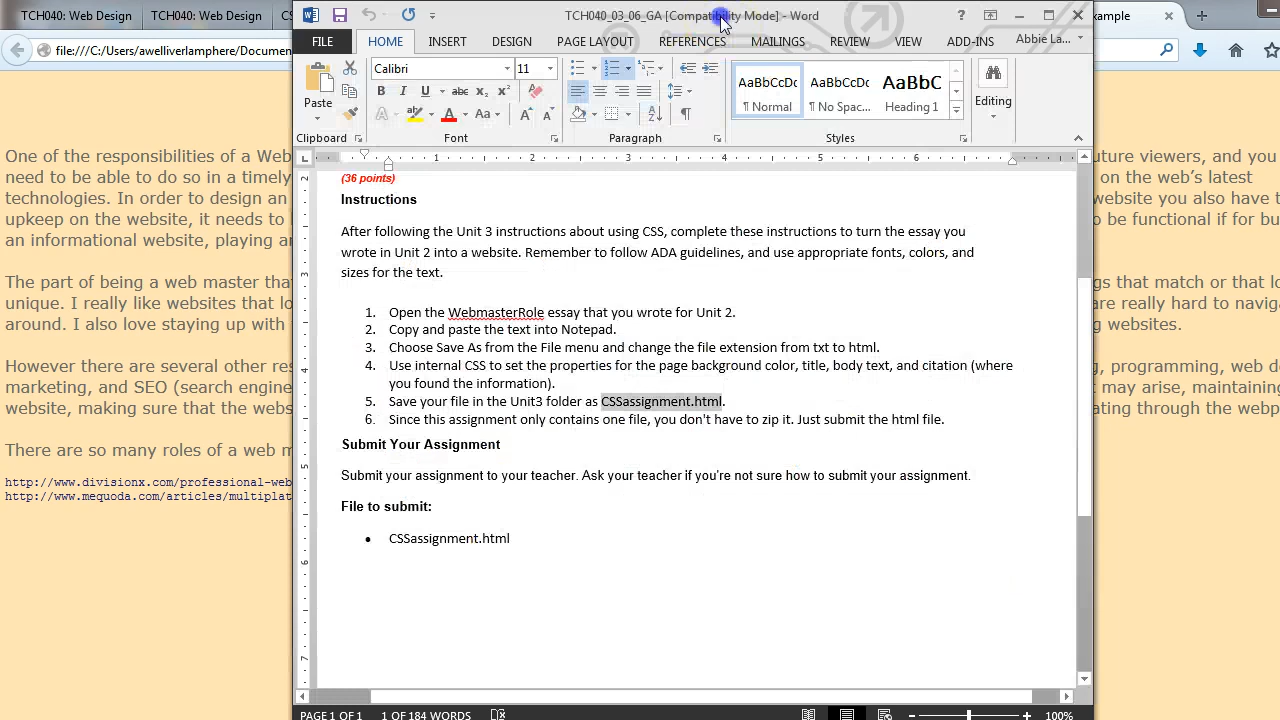 TCH040: Web Design
TCH040: Web Design
TCH040_03_06_GA [Compatibility Mode] - Word
file:///C:/Users/awelliverlamphere/Documen
FILE HOME INSERT DESIGN PAGE LAYOUT REFERENCES MAILINGS REVIEW VIEW ADD-INS Abbie La...
Calibri 11
Paste
B I U abc X₂ X²
A A Aa A A
AaBbCcDc AaBbCcDc AaBbC
¶ Normal ¶ No Spac... Heading 1
Editing
Clipboard Font Paragraph Styles
(36 points)
Instructions
After following the Unit 3 instructions about using CSS, complete these instructions to turn the essay you
wrote in Unit 2 into a website. Remember to follow ADA guidelines, and use appropriate fonts, colors, and
sizes for the text.
1. Open the WebmasterRole essay that you wrote for Unit 2.
2. Copy and paste the text into Notepad.
3. Choose Save As from the File menu and change the file extension from txt to html.
4. Use internal CSS to set the properties for the page background color, title, body text, and citation (where
you found the information).
5. Save your file in the Unit3 folder as CSSassignment.html.
6. Since this assignment only contains one file, you don't have to zip it. Just submit the html file.
Submit Your Assignment
Submit your assignment to your teacher. Ask your teacher if you're not sure how to submit your assignment.
File to submit:
• CSSassignment.html
PAGE 1 OF 1 1 OF 184 WORDS 100%
One of the responsibilities of a Web
need to be able to do so in a timely
technologies. In order to design an
upkeep on the website, it needs to
an informational website, playing
The part of being a web master
unique. I really like websites that
around. I also love staying up with
However there are several other
marketing, and SEO (search
website, making sure that the
There are so many roles of a web
http://www.divisionx.com/professional-web
http://www.mequoda.com/articles/multiplat
viewers, and you
on the web's latest
website you also have
be functional if for
that match or that
are really hard to
websites.
programming, web
may arise, maintaining
through the